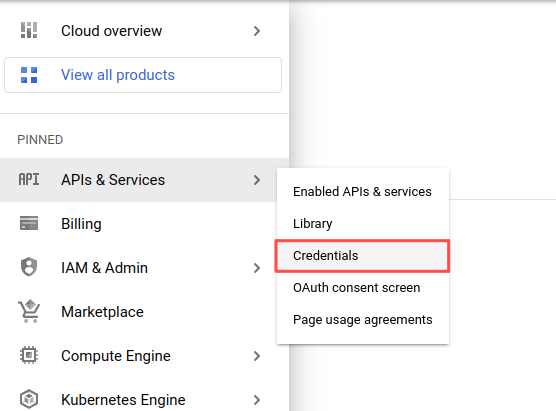 Cloud overview
View all products
PINNED
API APIs & Services
Enabled APIs & services
Library
Credentials
OAuth consent screen
Page usage agreements
Billing
IAM & Admin
Marketplace
Compute Engine
Kubernetes Engine